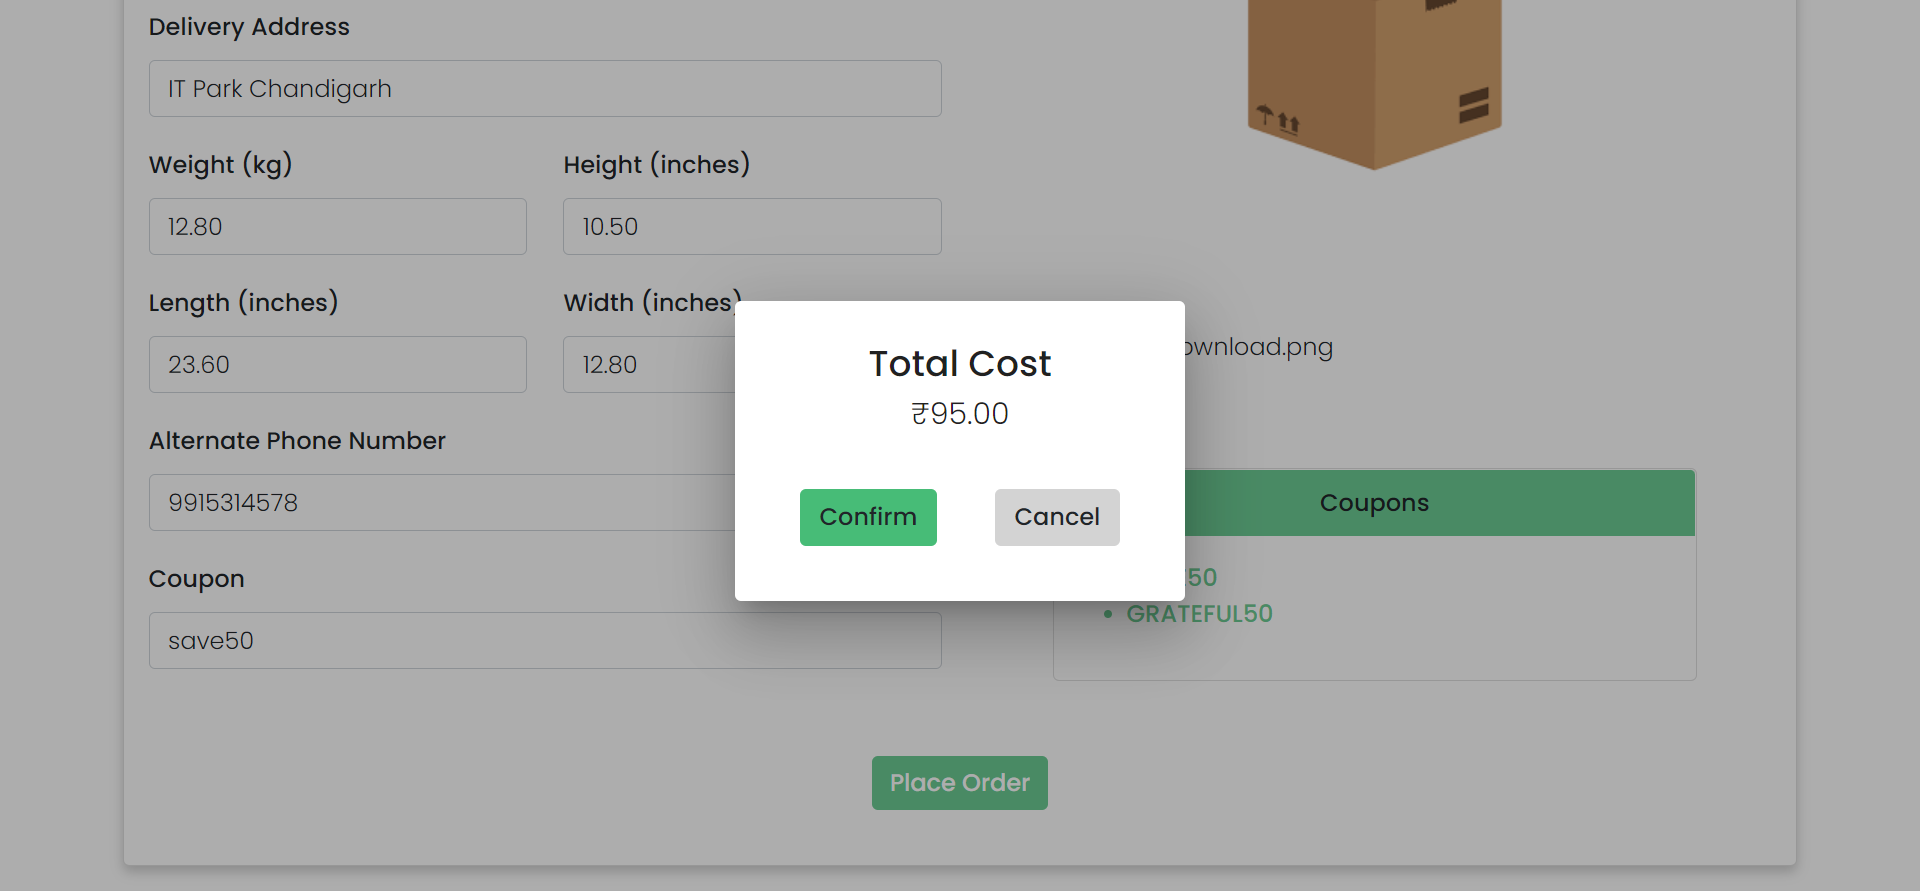 Delivery Address
IT Park Chandigarh
Weight (kg)
Height (inches)
12.80
10.50
Length (inches)
Width (inches)
23.60
12.80
Alternate Phone Number
9915314578
Coupon
save50
Total Cost
₹95.00
Confirm
Cancel
ownload.png
Coupons
50
GRATEFUL50
Place Order